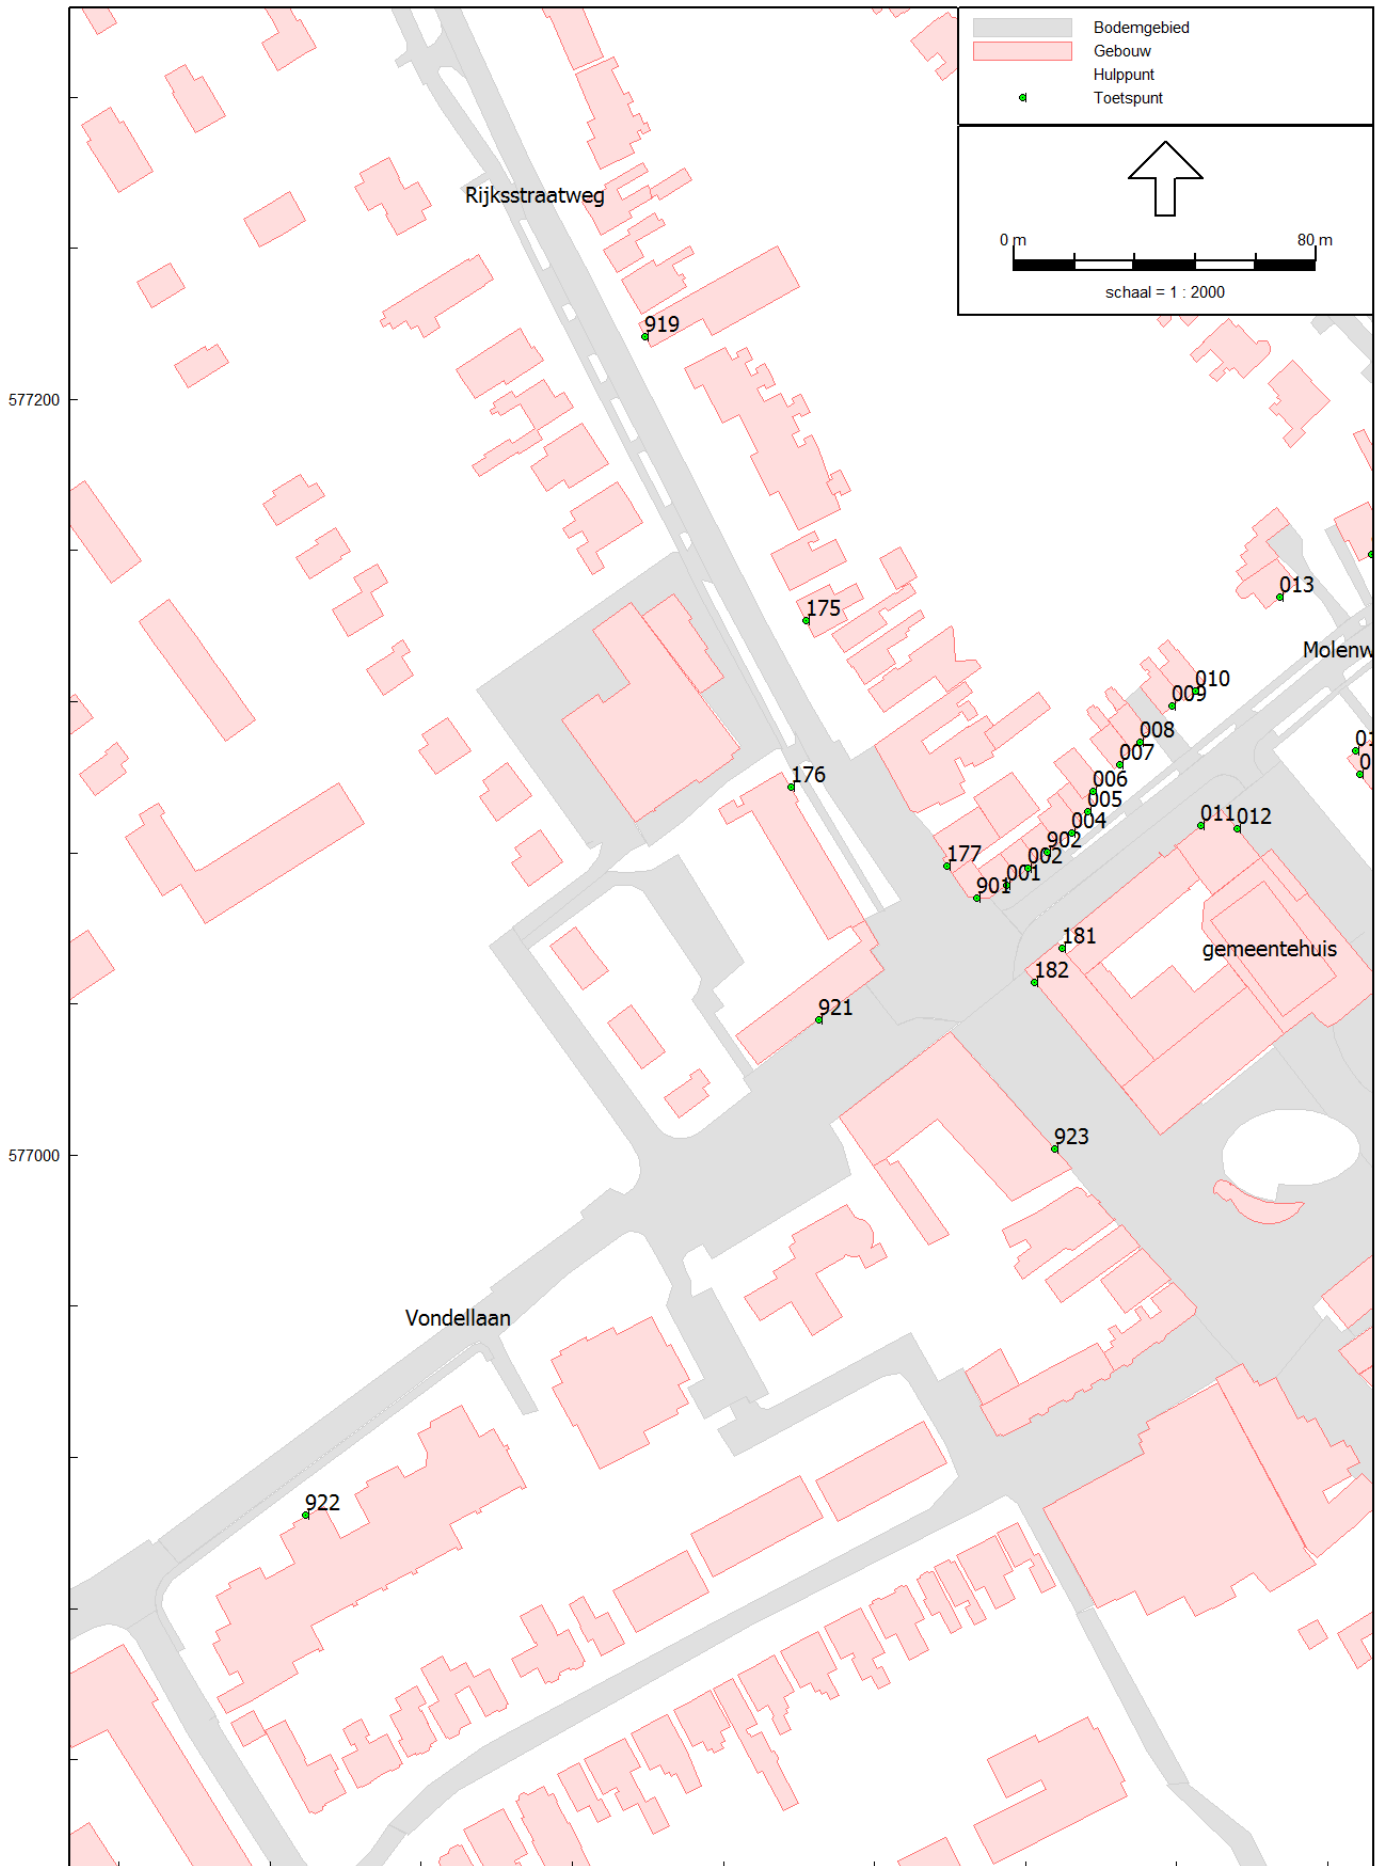 Bodemgebied
Gebouw
Hulppunt
Toetspunt
0 m 80 m
schaal = 1 : 2000
Rijksstraatweg
919
577200
175
013
Molenw
010
009
008
007
176
006
005
004
011
012
902
002
177
001
901
181
gemeentehuis
182
921
923
577000
Vondellaan
922